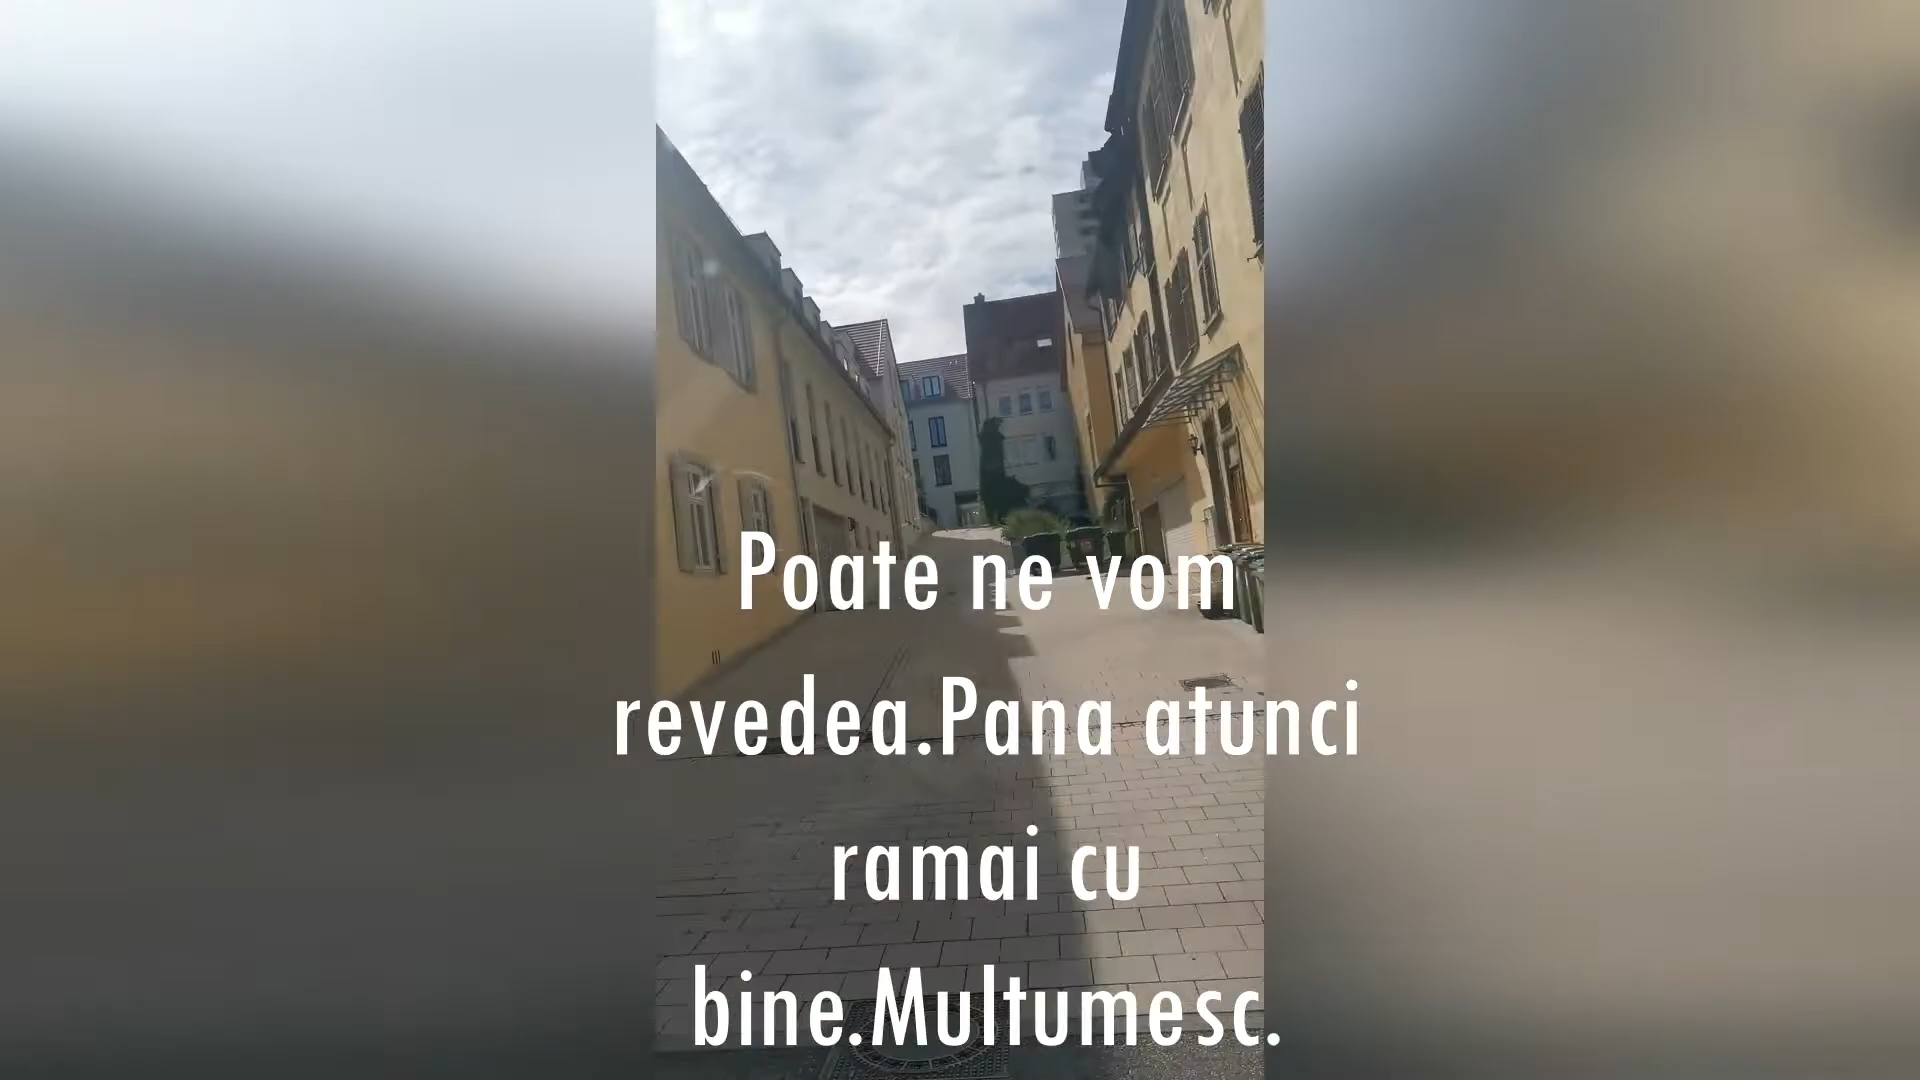 Poate ne vom
revedea.Pana atunci
ramai cu
bine.Multumesc.